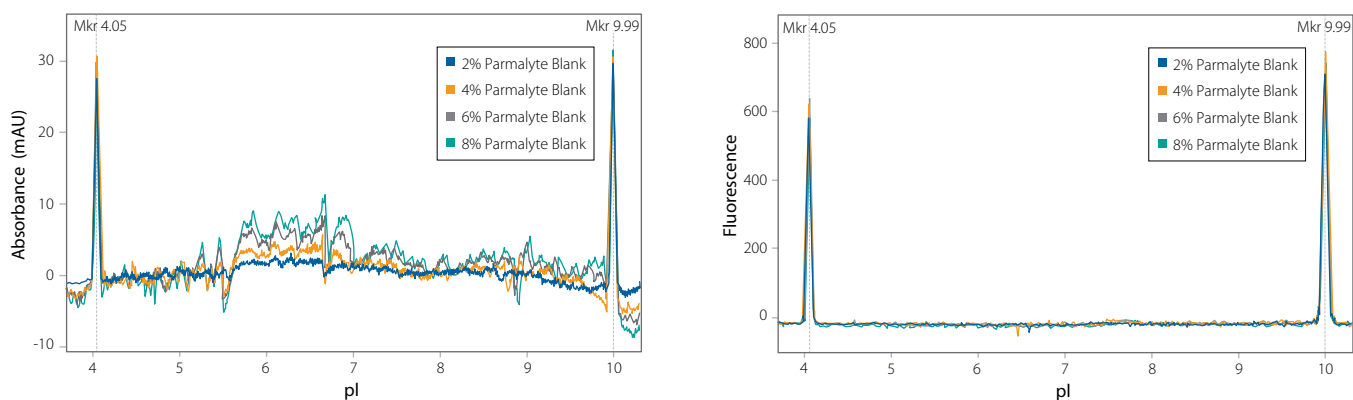 Mkr 4.05
Mkr 9.99
30
20
10
0
-10
Absorbance (mAU)
2% Parmalyte Blank
4% Parmalyte Blank
6% Parmalyte Blank
8% Parmalyte Blank
4 5 6 7 8 9 10
pI
Mkr 4.05
Mkr 9.99
800
600
400
200
0
Fluorescence
2% Parmalyte Blank
4% Parmalyte Blank
6% Parmalyte Blank
8% Parmalyte Blank
4 5 6 7 8 9 10
pI